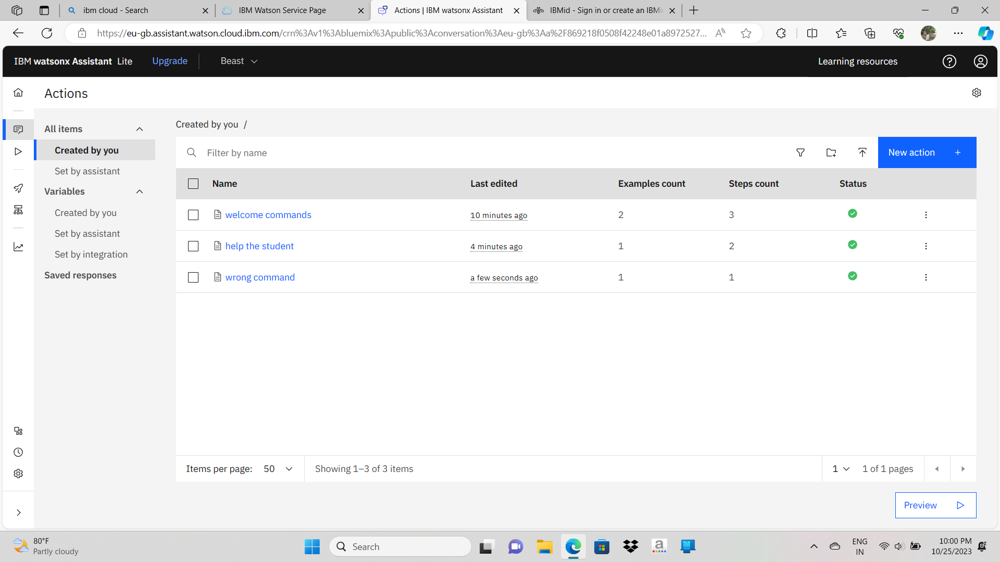 ibm cloud - Search
IBM Watson Service Page
Actions | IBM watsonx Assistant
IBMid - Sign in or create an IBMi
https://eu-gb.assistant.watson.cloud.ibm.com/crn%3Av1%3Abluemix%3Apublic%3Aconversation%3Aeu-gb%3Aa%2F869218f0508f42248e01a8972527...
IBM watsonx Assistant Lite
Upgrade
Beast
Learning resources
Actions
All items
Created by you
Set by assistant
Variables
Created by you
Set by assistant
Set by integration
Saved responses
Created by you /
Filter by name
New action +
Name Last edited Examples count Steps count Status
welcome commands 10 minutes ago 2 3
help the student 4 minutes ago 1 2
wrong command a few seconds ago 1 1
Items per page: 50
Showing 1–3 of 3 items
1
1 of 1 pages
Preview
80°F
Partly cloudy
Search
ENG
IN
10:00 PM
10/25/2023